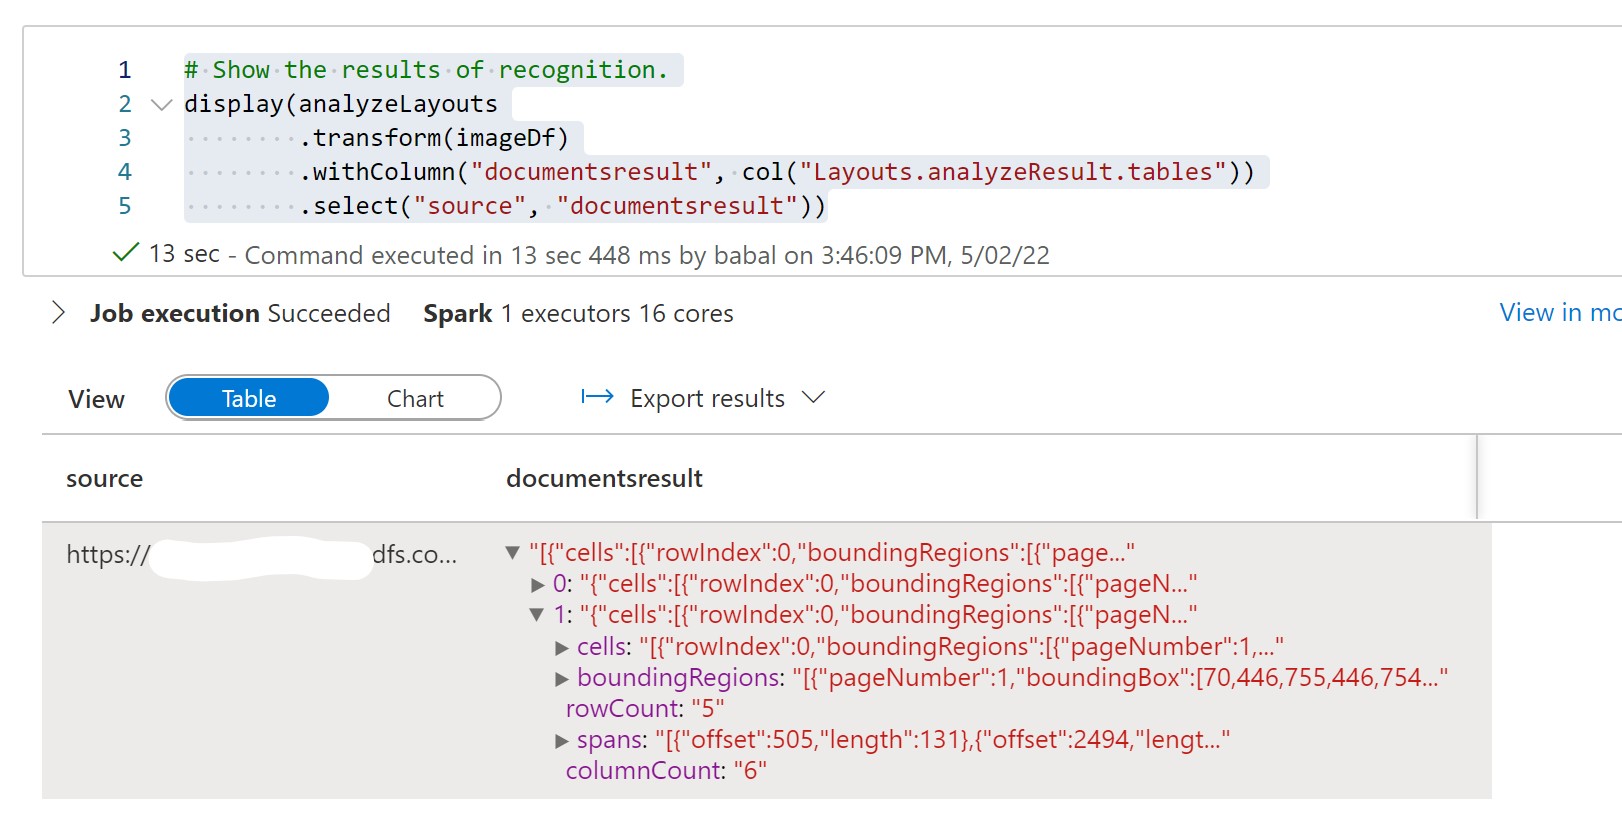 1 # Show the results of recognition.
2 display(analyzeLayouts
3 .transform(imageDf)
4 .withColumn("documentsresult", col("Layouts.analyzeResult.tables"))
5 .select("source", "documentsresult"))
13 sec - Command executed in 13 sec 448 ms by babal on 3:46:09 PM, 5/02/22
Job execution Succeeded Spark 1 executors 16 cores View in mo
View Table Chart Export results
source documentsresult
https:// dfs.co... "[{"cells":[{"rowIndex":0,"boundingRegions":[{"page..."
0: "{"cells":[{"rowIndex":0,"boundingRegions":[{"pageN..."
1: "{"cells":[{"rowIndex":0,"boundingRegions":[{"pageN..."
cells: "[{"rowIndex":0,"boundingRegions":[{"pageNumber":1,..."
boundingRegions: "[{"pageNumber":1,"boundingBox":[70,446,755,446,754..."
rowCount: "5"
spans: "[{"offset":505,"length":131},{"offset":2494,"lengt..."
columnCount: "6"